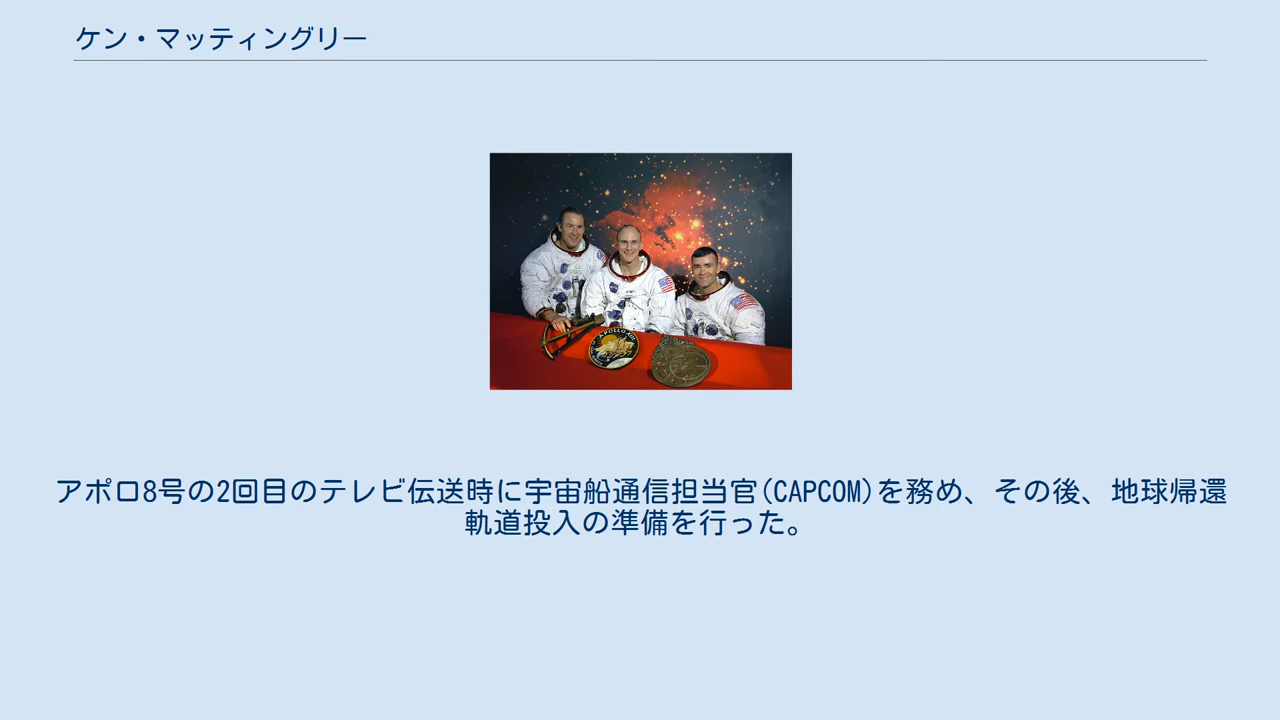 ケン・マッティングリー
APOLLO XIII
アポロ8号の2回目のテレビ伝送時に宇宙船通信担当官(CAPCOM)を務め、その後、地球帰還
軌道投入の準備を行った。